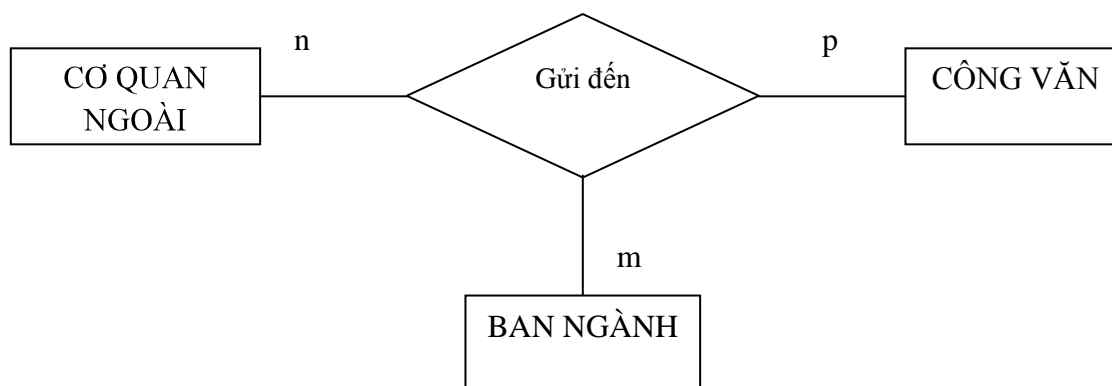 n
p
CƠ QUAN
NGOÀI
Gửi đến
CÔNG VĂN
m
BAN NGÀNH